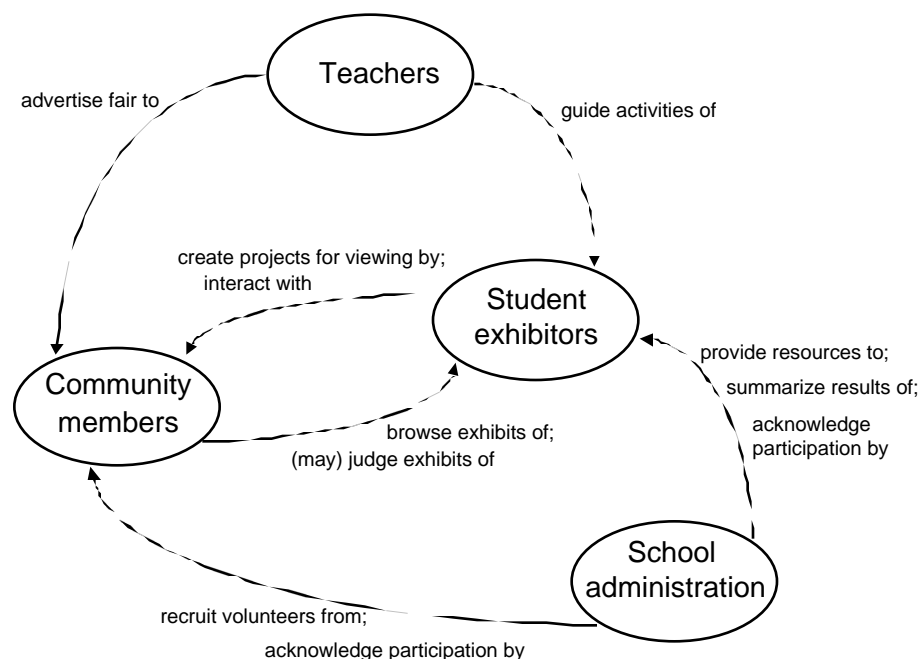 Teachers
advertise fair to
guide activities of
create projects for viewing by;
interact with
Student
exhibitors
provide resources to;
summarize results of;
acknowledge
participation by
Community
members
browse exhibits of;
(may) judge exhibits of
School
administration
recruit volunteers from;
acknowledge participation by